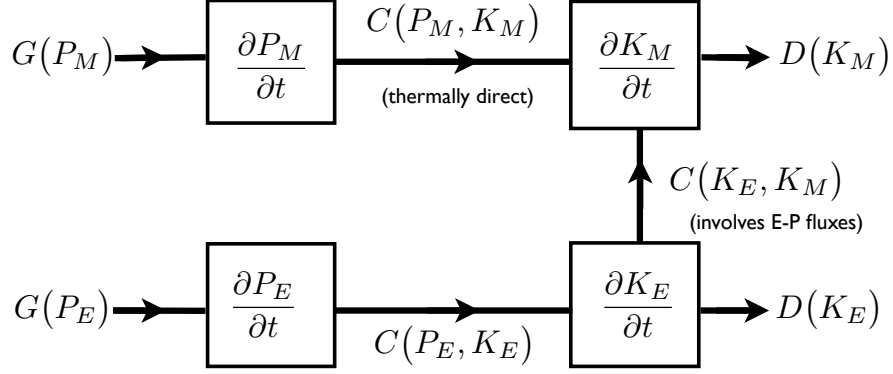 G(P_M)
∂P_M
∂t
C(P_M, K_M)
(thermally direct)
∂K_M
∂t
D(K_M)
C(K_E, K_M)
(involves E-P fluxes)
G(P_E)
∂P_E
∂t
C(P_E, K_E)
∂K_E
∂t
D(K_E)